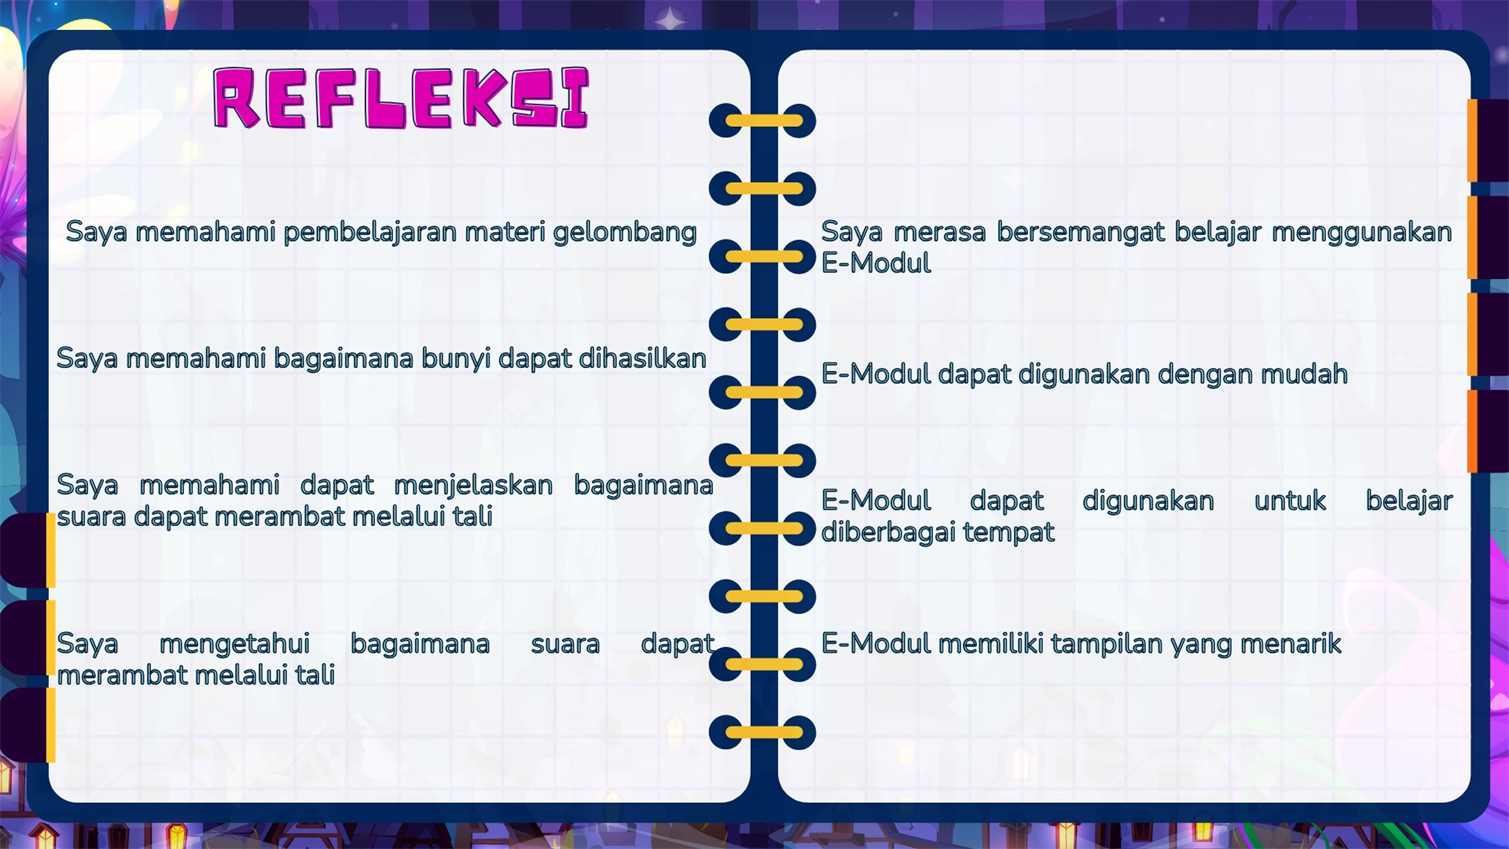 REFLEKSI
Saya memahami pembelajaran materi gelombang
Saya memahami bagaimana bunyi dapat dihasilkan
Saya memahami dapat menjelaskan bagaimana
suara dapat merambat melalui tali
Saya mengetahui bagaimana suara dapat
merambat melalui tali
Saya merasa bersemangat belajar menggunakan
E-Modul
E-Modul dapat digunakan dengan mudah
E-Modul dapat digunakan untuk belajar
diberbagai tempat
E-Modul memiliki tampilan yang menarik